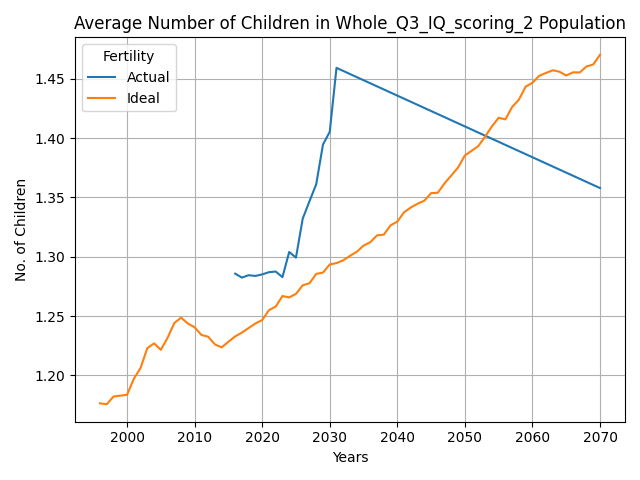 Average Number of Children in Whole_Q3_IQ_scoring_2 Population
Fertility
Actual
Ideal
No. of Children
1.45
1.40
1.35
1.30
1.25
1.20
2000 2010 2020 2030 2040 2050 2060 2070
Years